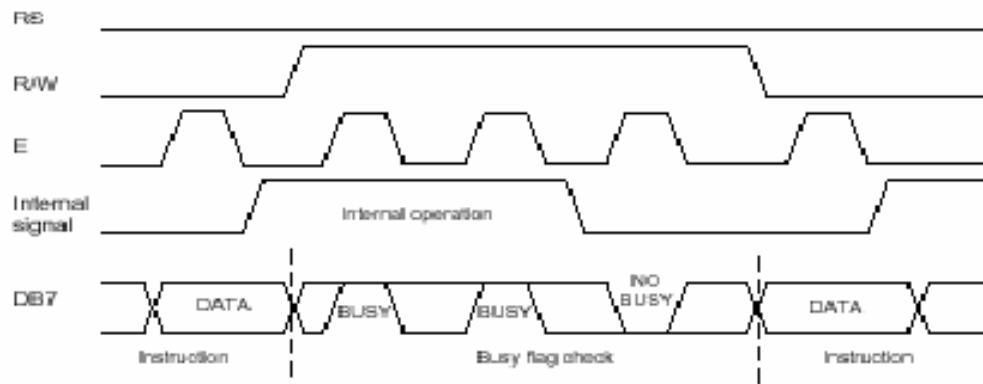 RS
R/W
E
Internal
signal
Internal operation
DB7
DATA
BUSY
BUSY
NO
BUSY
DATA
Instruction
Busy flag check
Instruction